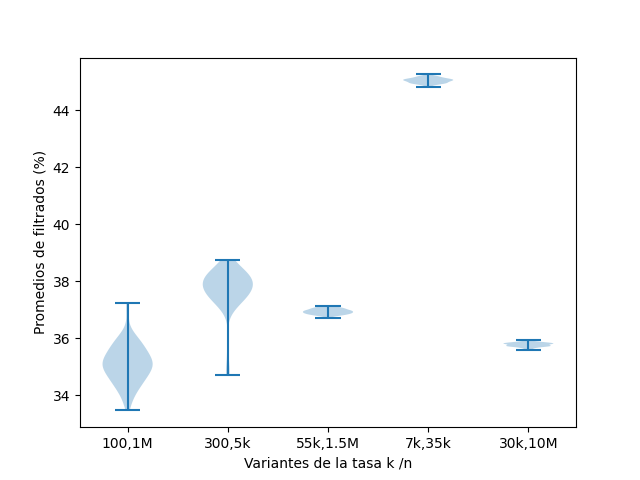 44
42
40
38
36
34
Promedios de filtrados (%)
100,1M 300,5k 55k,1.5M 7k,35k 30k,10M
Variantes de la tasa k /n